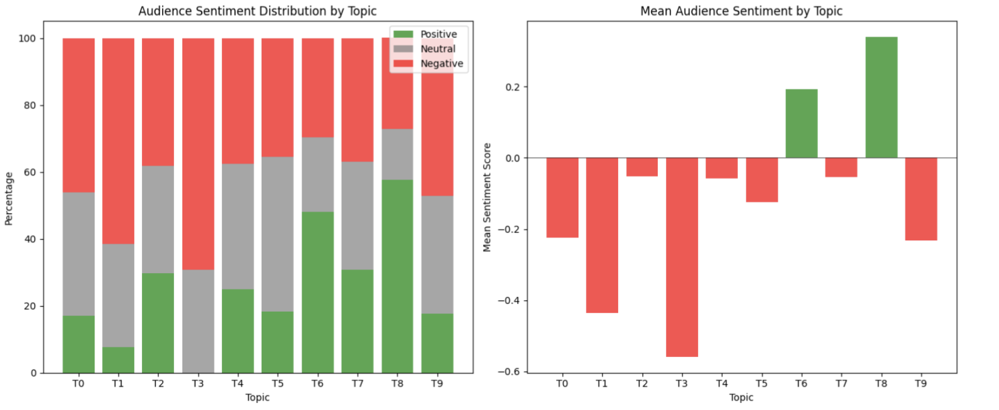 Audience Sentiment Distribution by Topic
Positive
Neutral
Negative
100
80
60
40
20
0
Percentage
T0 T1 T2 T3 T4 T5 T6 T7 T8 T9
Topic
Mean Audience Sentiment by Topic
0.2
0.0
−0.2
−0.4
−0.6
Mean Sentiment Score
T0 T1 T2 T3 T4 T5 T6 T7 T8 T9
Topic